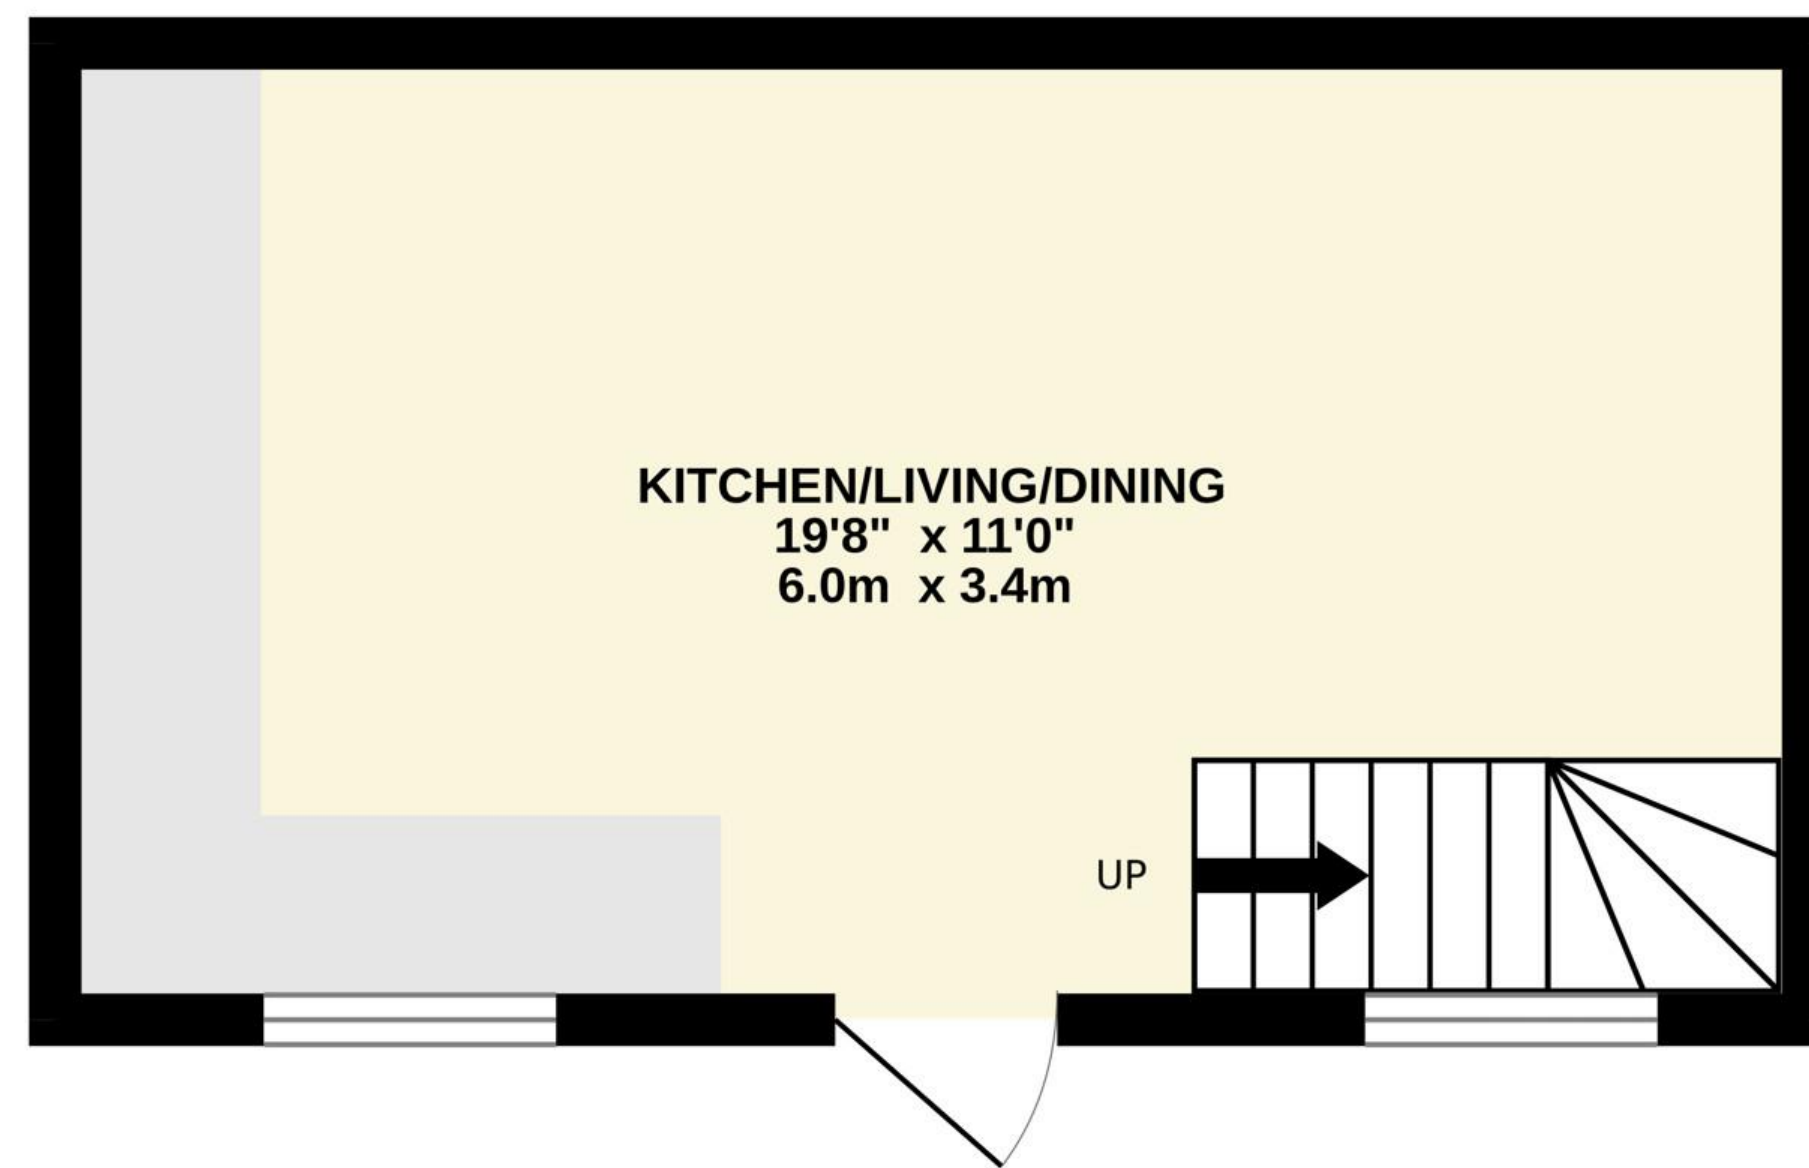 KITCHEN/LIVING/DINING
19'8" x 11'0"
6.0m x 3.4m
UP